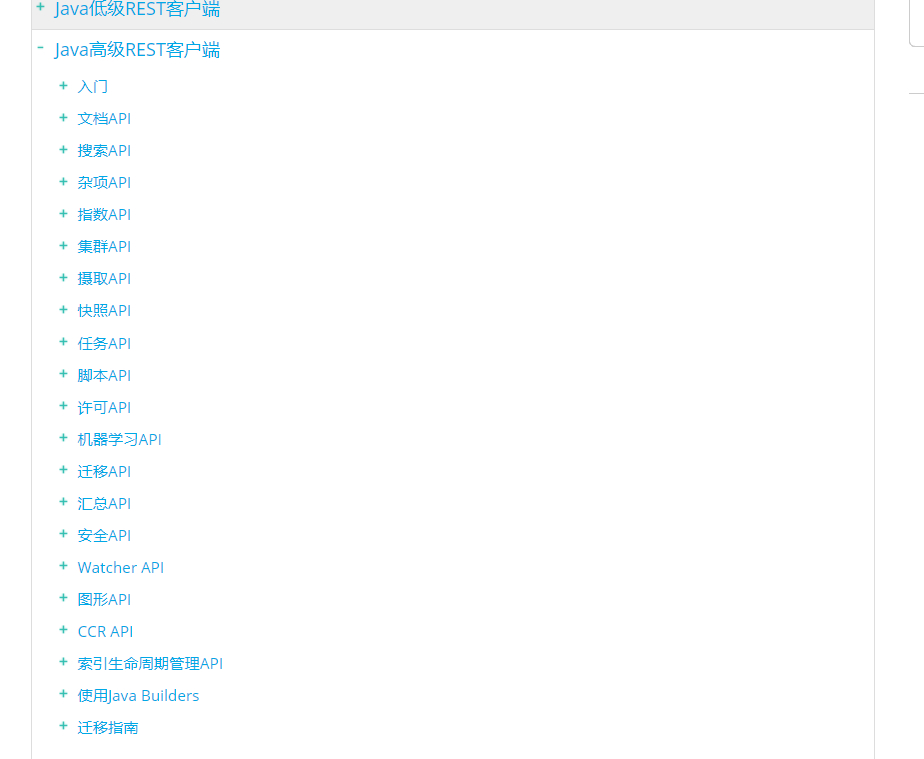 Java低级REST客户端
Java高级REST客户端
入门
文档API
搜索API
杂项API
指数API
集群API
摄取API
快照API
任务API
脚本API
许可API
机器学习API
迁移API
汇总API
安全API
Watcher API
图形API
CCR API
索引生命周期管理API
使用Java Builders
迁移指南